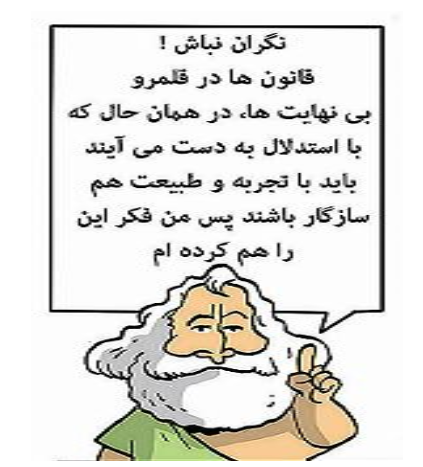 نگران نباش !
قانون ها در قلمرو
بی نهایت ها، در همان حال که
با استدلال به دست می آیند
باید با تجربه و طبیعت هم
سازگار باشند پس من فکر این
را هم کرده ام